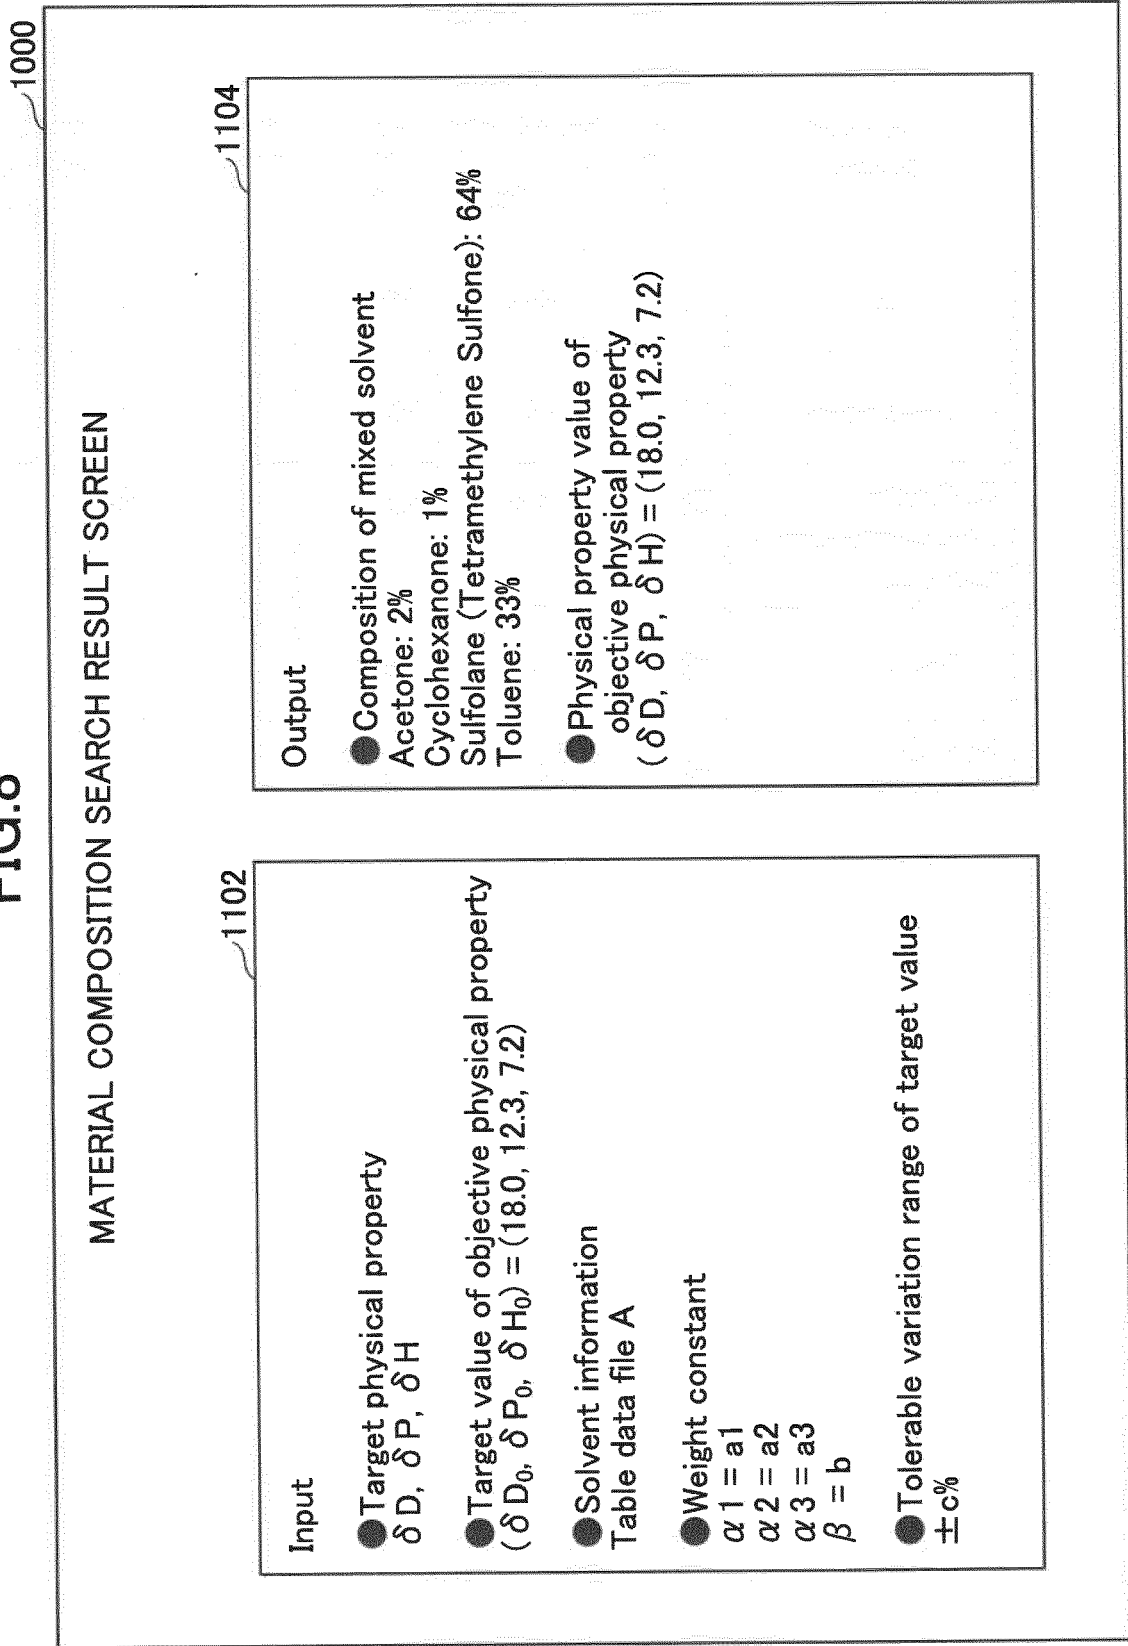 FIG.8
1000
MATERIAL COMPOSITION SEARCH RESULT SCREEN
1102
Input
●Target physical property
δD, δP, δH
●Target value of objective physical property
(δD₀, δP₀, δH₀) = (18.0, 12.3, 7.2)
●Solvent information
Table data file A
●Weight constant
α1 = a1
α2 = a2
α3 = a3
β = b
●Tolerable variation range of target value
±c%
1104
Output
●Composition of mixed solvent
Acetone: 2%
Cyclohexanone: 1%
Sulfolane (Tetramethylene Sulfone): 64%
Toluene: 33%
●Physical property value of
objective physical property
(δD, δP, δH) = (18.0, 12.3, 7.2)